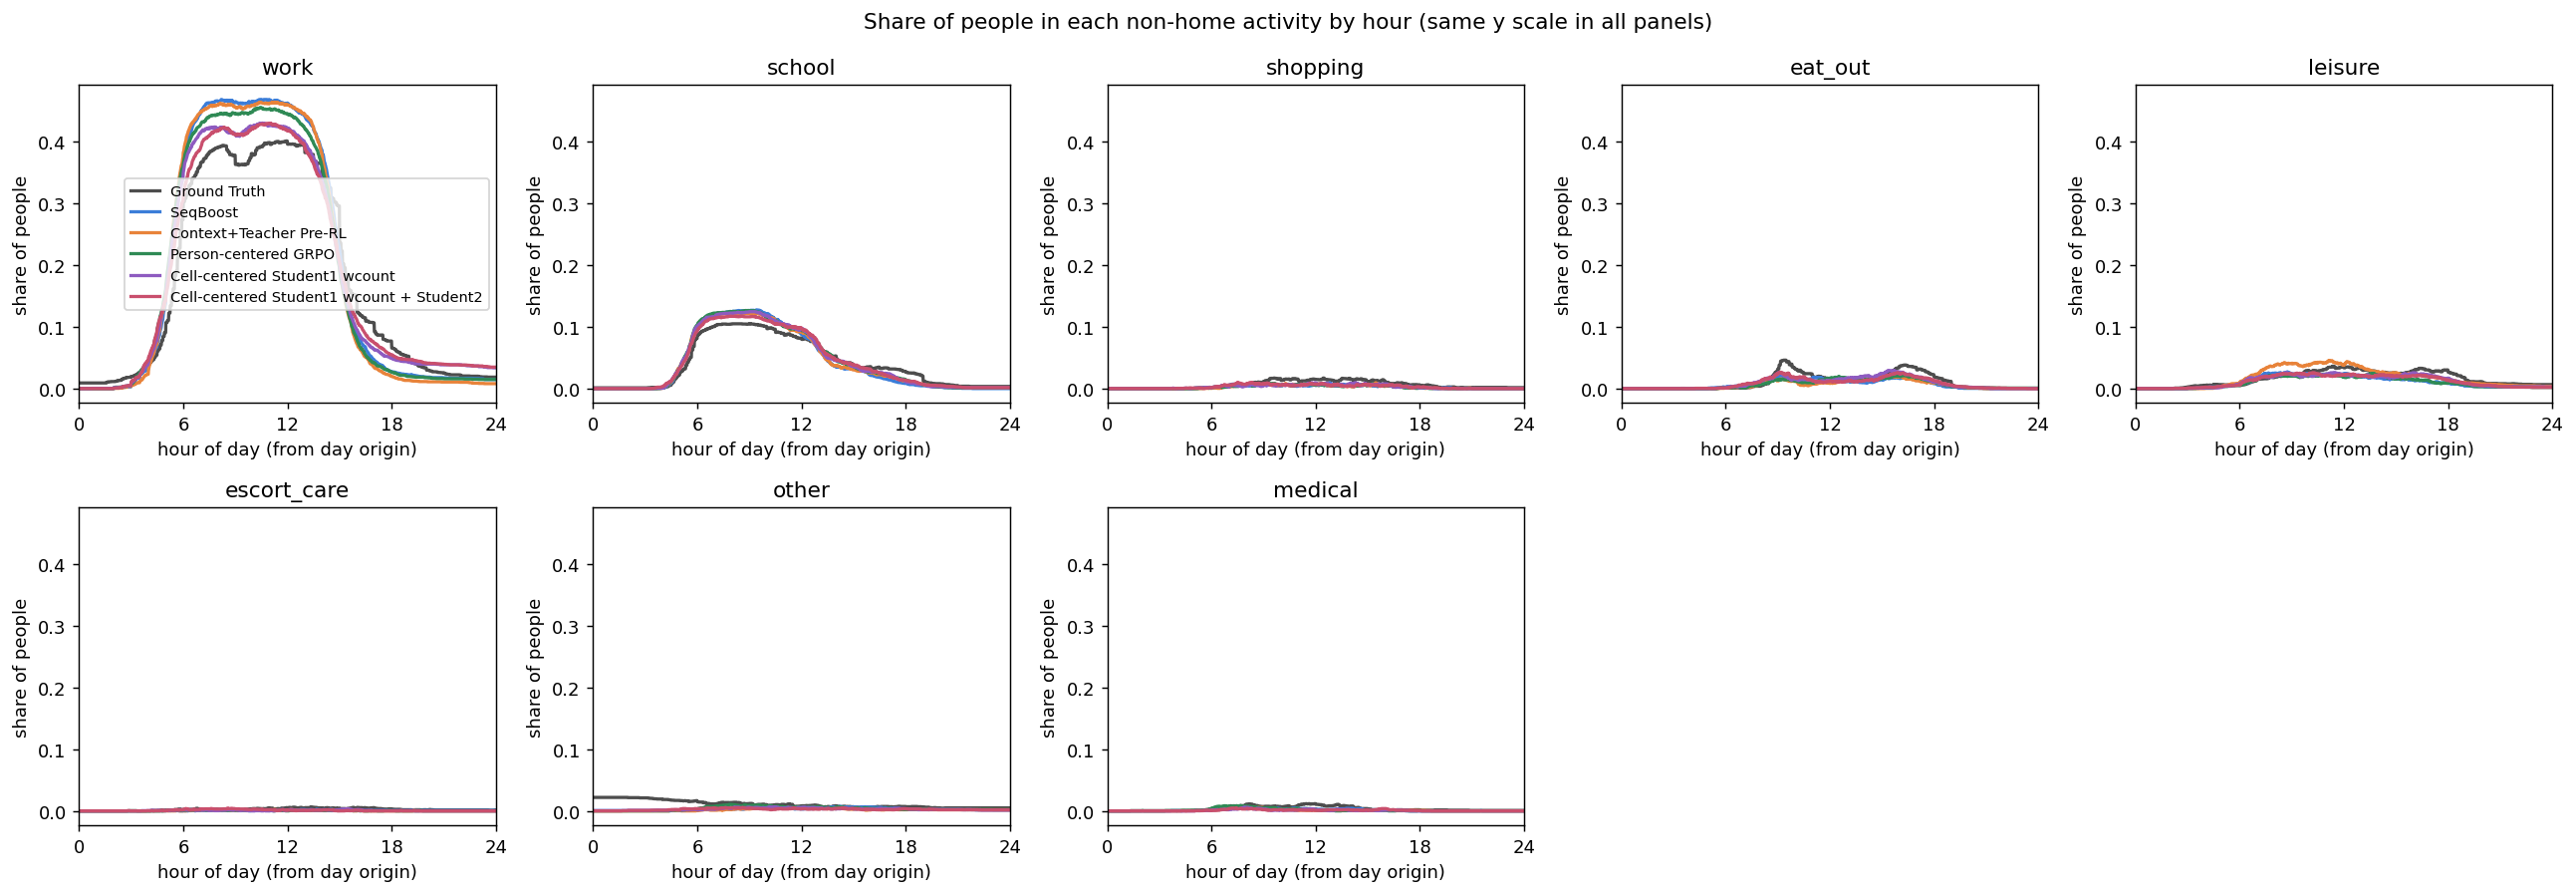 Share of people in each non-home activity by hour (same y scale in all panels)
work
share of people
0.4
0.3
0.2
0.1
0.0
0 6 12 18 24
hour of day (from day origin)
Ground Truth
SeqBoost
Context+Teacher Pre-RL
Person-centered GRPO
Cell-centered Student1 wcount
Cell-centered Student1 wcount + Student2
school
share of people
0.4
0.3
0.2
0.1
0.0
0 6 12 18 24
hour of day (from day origin)
shopping
share of people
0.4
0.3
0.2
0.1
0.0
0 6 12 18 24
hour of day (from day origin)
eat_out
share of people
0.4
0.3
0.2
0.1
0.0
0 6 12 18 24
hour of day (from day origin)
leisure
share of people
0.4
0.3
0.2
0.1
0.0
0 6 12 18 24
hour of day (from day origin)
escort_care
share of people
0.4
0.3
0.2
0.1
0.0
0 6 12 18 24
hour of day (from day origin)
other
share of people
0.4
0.3
0.2
0.1
0.0
0 6 12 18 24
hour of day (from day origin)
medical
share of people
0.4
0.3
0.2
0.1
0.0
0 6 12 18 24
hour of day (from day origin)